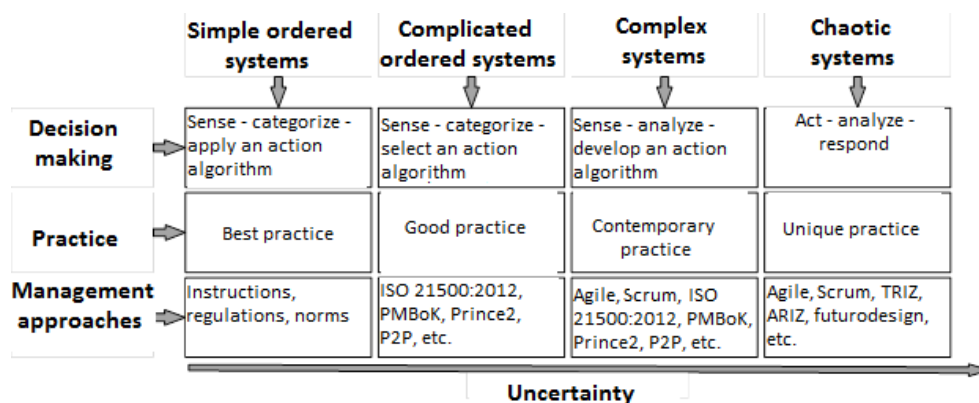 Simple ordered
systems
Complicated
ordered systems
Complex
systems
Chaotic
systems
Decision
making
Sense - categorize -
apply an action
algorithm
Sense - categorize -
select an action
algorithm
Sense - analyze -
develop an action
algorithm
Act - analyze -
respond
Practice
Best practice
Good practice
Contemporary
practice
Unique practice
Management
approaches
Instructions,
regulations, norms
ISO 21500:2012,
PMBoK, Prince2,
P2P, etc.
Agile, Scrum, ISO
21500:2012, PMBoK,
Prince2, P2P, etc.
Agile, Scrum, TRIZ,
ARIZ, futurodesign,
etc.
Uncertainty